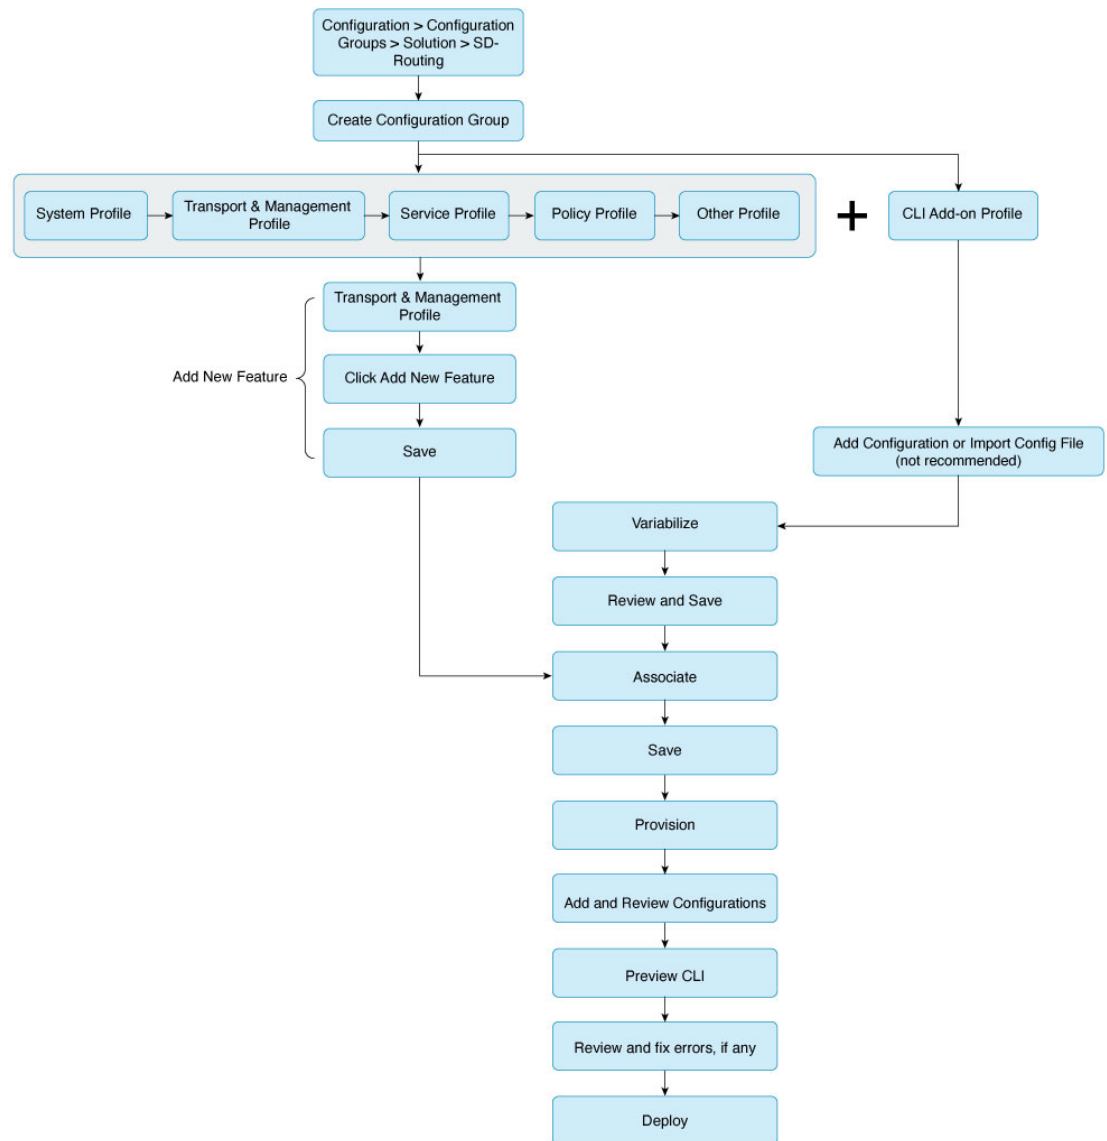 Configuration > Configuration
Groups > Solution > SD-
Routing
Create Configuration Group
System Profile
Transport & Management
Profile
Service Profile
Policy Profile
Other Profile
+
CLI Add-on Profile
Transport & Management
Profile
Add New Feature
Click Add New Feature
Save
Add Configuration or Import Config File
(not recommended)
Variabilize
Review and Save
Associate
Save
Provision
Add and Review Configurations
Preview CLI
Review and fix errors, if any
Deploy